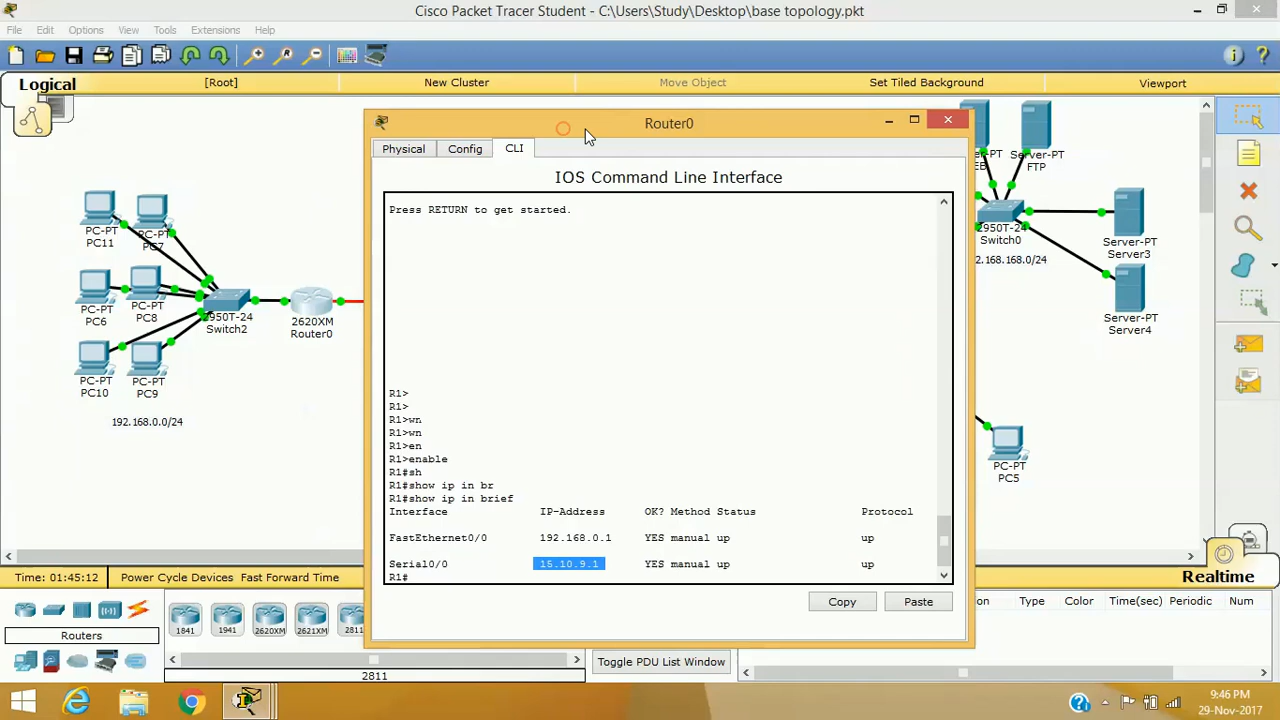 Cisco Packet Tracer Student - C:\Users\Study\Desktop\base topology.pkt
File Edit Options View Tools Extensions Help
Logical [Root] New Cluster Move Object Set Tiled Background Viewport
Router0
Physical Config CLI
IOS Command Line Interface
Press RETURN to get started.
R1>
R1>
R1>wn
R1>wn
R1>en
R1>enable
R1#sh
R1#show ip in br
R1#show ip in brief
Interface IP-Address OK? Method Status Protocol
FastEthernet0/0 192.168.0.1 YES manual up up
Serial0/0 15.10.9.1 YES manual up up
R1#
Copy Paste
PC-PT
PC11
PC-PT
PC7
PC-PT
PC6
PC-PT
PC8
PC-PT
PC10
PC-PT
PC9
2950T-24
Switch2
2620XM
Router0
192.168.0.0/24
Server-PT
FTP
2950T-24
Switch0
Server-PT
Server3
Server-PT
Server4
PC-PT
PC5
Time: 01:45:12 Power Cycle Devices Fast Forward Time Realtime
Routers
1841 1941 2620XM 2621XM 2811
2811
Toggle PDU List Window
Type Color Time(sec) Periodic Num
9:46 PM
29-Nov-2017